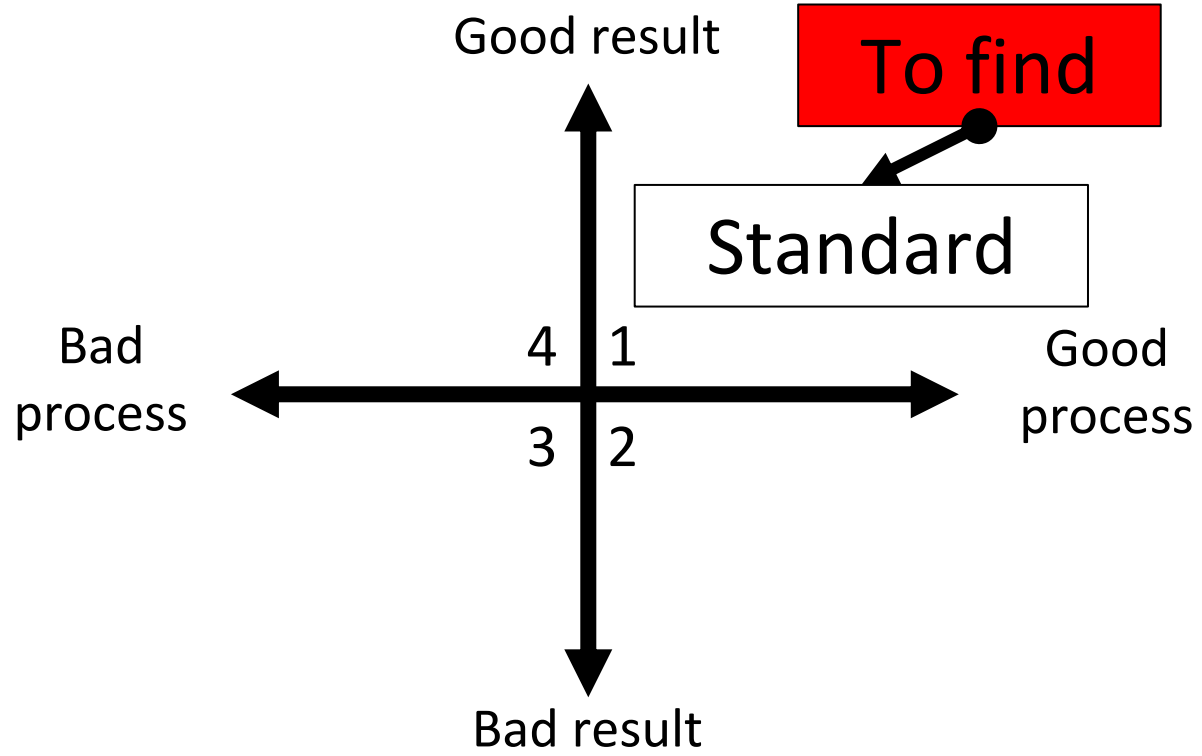 Good result
To find
Standard
Bad
process
4 1
Good
process
3 2
Bad result